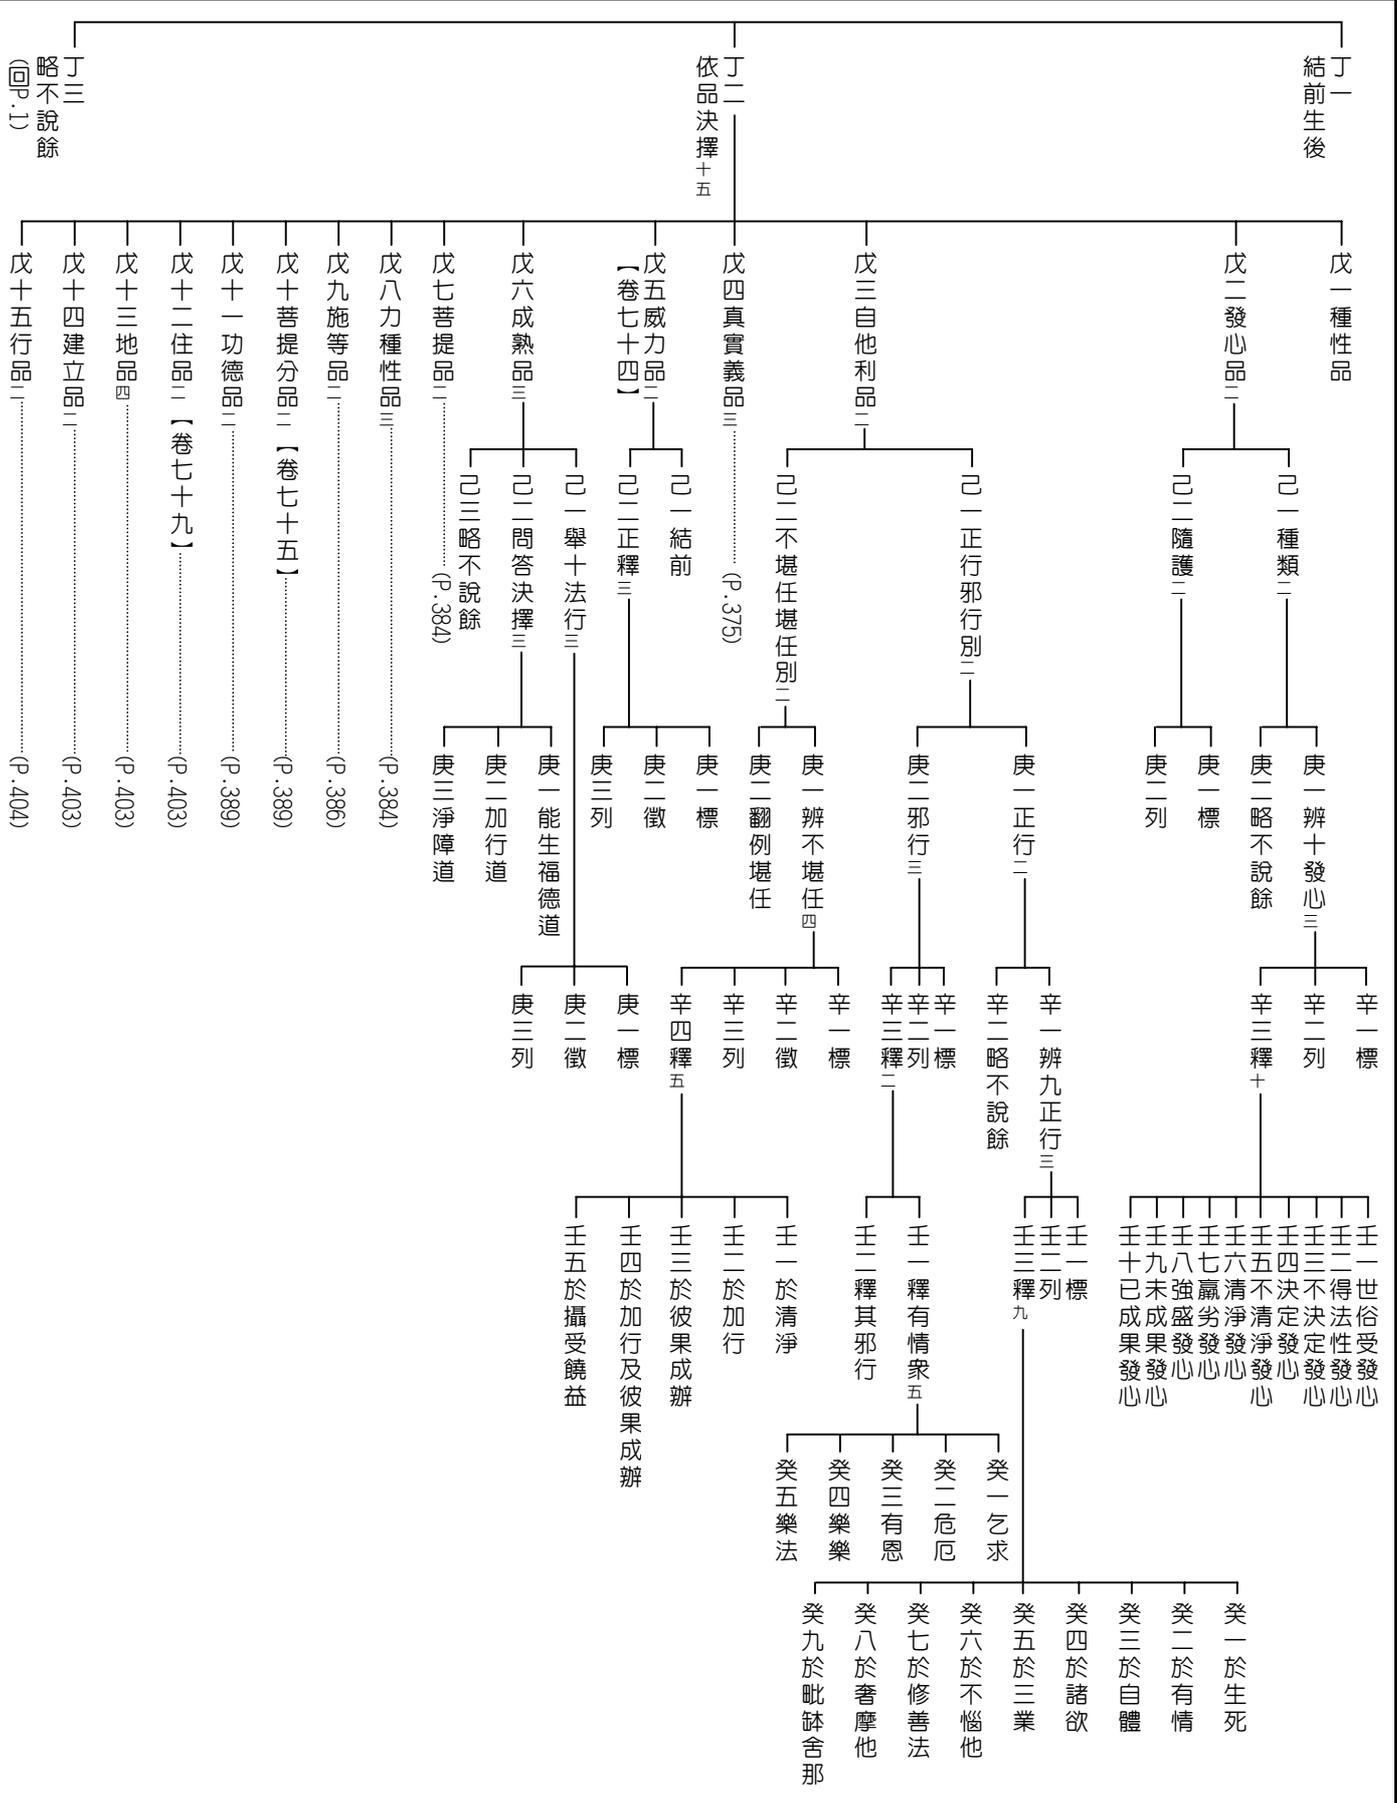 丁一
結前生後
丁二
依品決擇十五
丁三
略不說餘
(回P.1)
戊一種性品
戊二發心品二
戊三自他利品二
戊四真實義品三
(P.375)
戊五威力品二
【卷七十四】
戊六成熟品三
戊七菩提品二
(P.384)
戊八力種性品三
(P.384)
戊九施等品二
(P.386)
戊十菩提分品二【卷七十五】
(P.389)
戊十一功德品二
(P.389)
戊十二住品二【卷七十九】
(P.403)
戊十三地品四
(P.403)
戊十四建立品二
(P.403)
戊十五行品二
(P.404)
己一種類二
己二隨護二
己一正行邪行別二
己二不堪任堪任別二
己一結前
己二正釋三
己一舉十法行三
己二問答決擇三
己三略不說餘
庚一辨十發心三
庚二略不說餘
庚一標
庚二列
庚一正行二
庚二邪行三
庚一辨不堪任四
庚二翻例堪任
庚一標
庚二徵
庚三列
庚一能生福德道
庚二加行道
庚三淨障道
辛一標
辛二列
辛三釋十
辛一辨九正行三
辛二略不說餘
辛一標
辛二列
辛三釋二
辛一標
辛二徵
辛三列
辛四釋五
庚一標
庚二徵
庚三列
壬一世俗受發心
壬二得法性發心
壬三不決定發心
壬四決定發心
壬五不清淨發心
壬六清淨發心
壬七羸劣發心
壬八強盛發心
壬九未成果發心
壬十已成果發心
壬一標
壬二列
壬三釋九
壬一釋有情衆五
壬二釋其邪行
壬一於清淨
壬二於加行
壬三於彼果成辦
壬四於加行及彼果成辦
壬五於攝受饒益
癸一乞求
癸二危厄
癸三有恩
癸四樂樂
癸五樂法
癸一於生死
癸二於有情
癸三於自體
癸四於諸欲
癸五於三業
癸六於不惱他
癸七於修善法
癸八於奢摩他
癸九於毗缽舍那